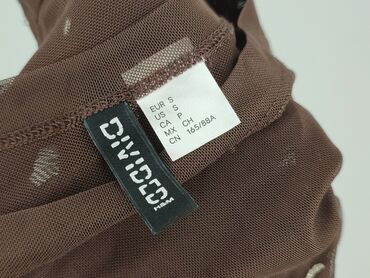 DIVIDED
H&M
EUR S
US S
CA P
MX CH
CN 165/88A